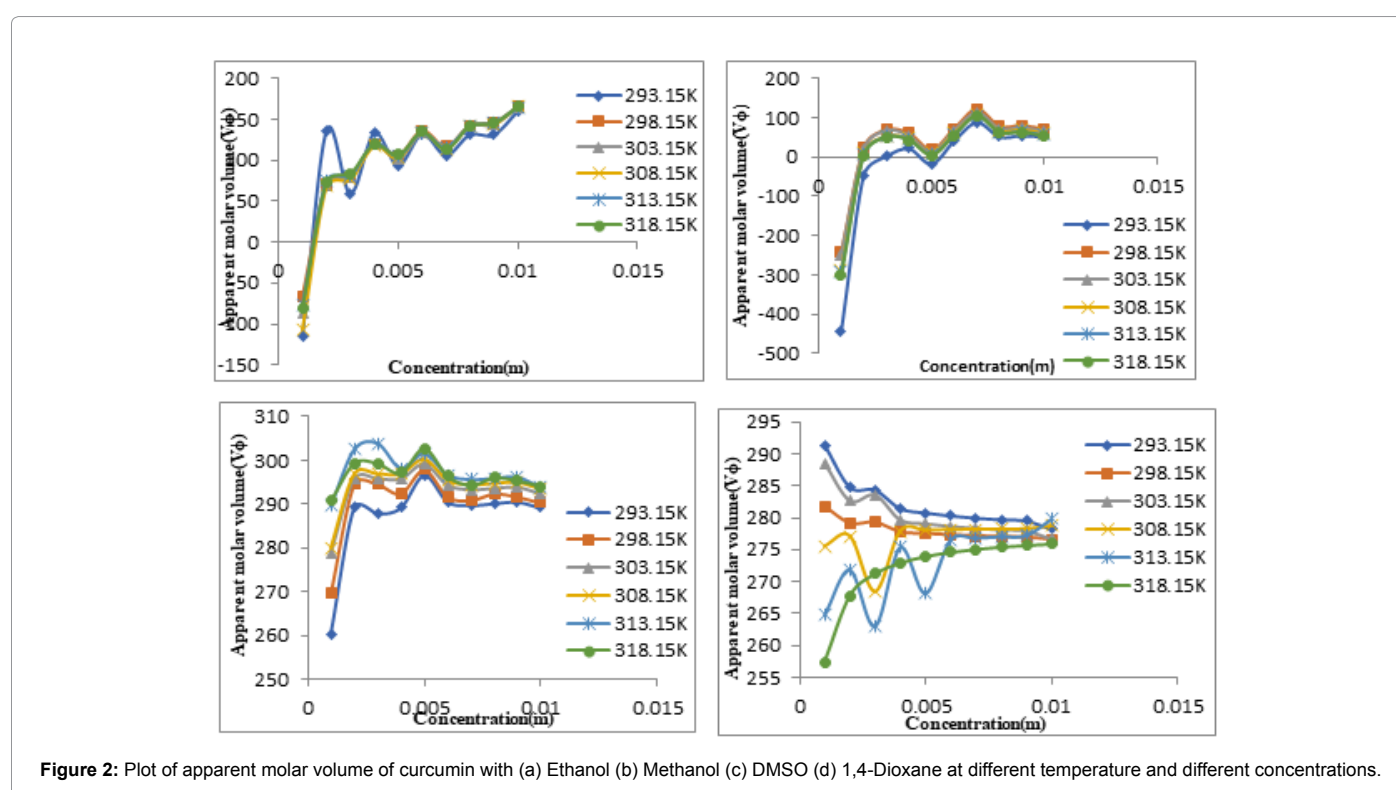 200
150
100
50
0
-50
-100
-150
0 0.005 0.01 0.015
Apparent molar volume(Vϕ)
Concentration(m)
293.15K
298.15K
303.15K
308.15K
313.15K
318.15K
200
100
0
-100
-200
-300
-400
-500
0 0.005 0.01 0.015
Apparent molar volume(Vϕ)
293.15K
298.15K
303.15K
308.15K
313.15K
318.15K
Concentration(m)
310
300
290
280
270
260
250
0 0.005 0.01 0.015
Apparent molar volume(Vϕ)
Concentration(m)
293.15K
298.15K
303.15K
308.15K
313.15K
318.15K
295
290
285
280
275
270
265
260
255
0 0.005 0.01 0.015
Apparent molar volume(Vϕ)
Concentration(m)
293.15K
298.15K
303.15K
308.15K
313.15K
318.15K
Figure 2: Plot of apparent molar volume of curcumin with (a) Ethanol (b) Methanol (c) DMSO (d) 1,4-Dioxane at different temperature and different concentrations.